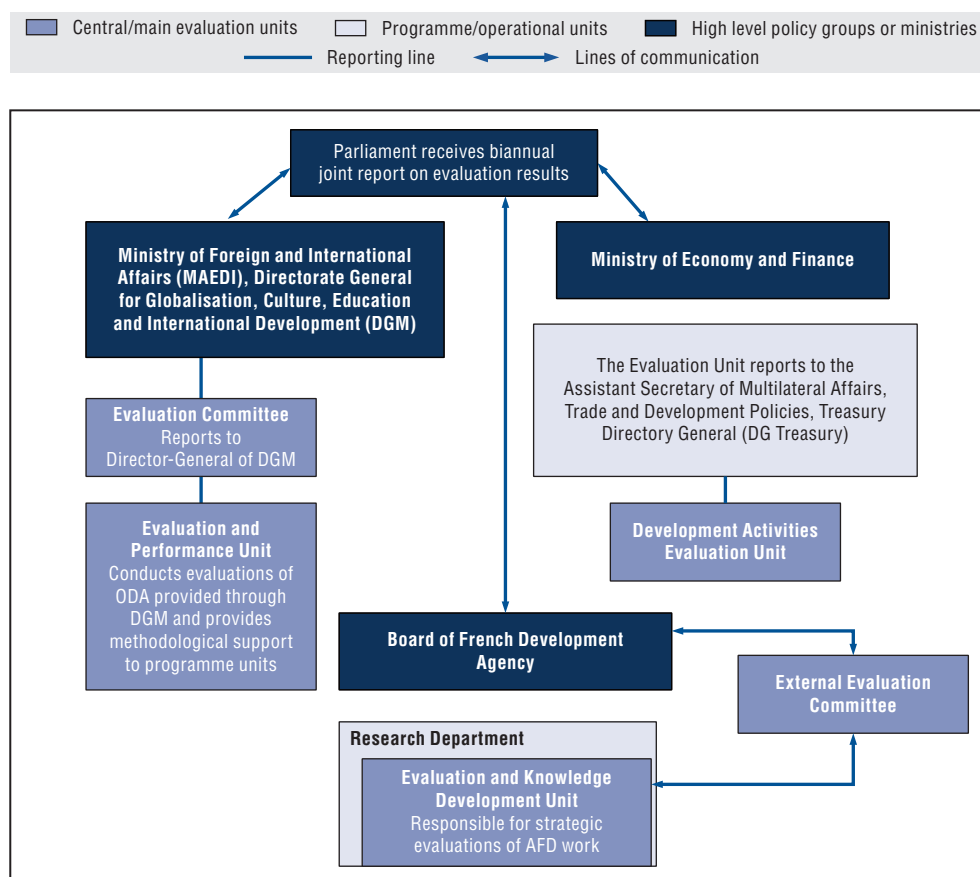 Central/main evaluation units
Programme/operational units
High level policy groups or ministries
Reporting line
Lines of communication
Parliament receives biannual
joint report on evaluation results
Ministry of Foreign and International
Affairs (MAEDI), Directorate General
for Globalisation, Culture, Education
and International Development (DGM)
Ministry of Economy and Finance
The Evaluation Unit reports to the
Assistant Secretary of Multilateral Affairs,
Trade and Development Policies, Treasury
Directory General (DG Treasury)
Evaluation Committee
Reports to
Director-General of DGM
Evaluation and
Performance Unit
Conducts evaluations of
ODA provided through
DGM and provides
methodological support
to programme units
Development Activities
Evaluation Unit
Board of French Development
Agency
External Evaluation
Committee
Research Department
Evaluation and Knowledge
Development Unit
Responsible for strategic
evaluations of AFD work